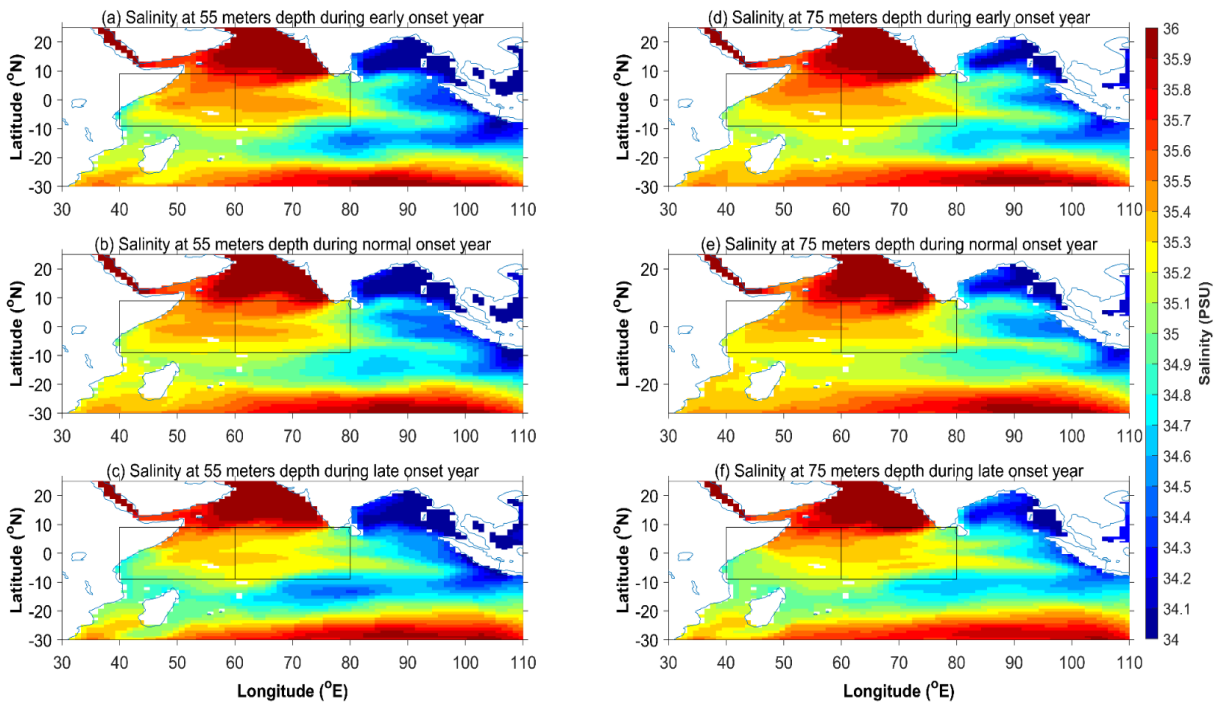 (a) Salinity at 55 meters depth during early onset year
20
10
0
-10
-20
-30
Latitude (°N)
30 40 50 60 70 80 90 100 110
(d) Salinity at 75 meters depth during early onset year
20
10
0
-10
-20
-30
Latitude (°N)
30 40 50 60 70 80 90 100 110
(b) Salinity at 55 meters depth during normal onset year
20
10
0
-10
-20
-30
Latitude (°N)
30 40 50 60 70 80 90 100 110
(e) Salinity at 75 meters depth during normal onset year
20
10
0
-10
-20
-30
Latitude (°N)
30 40 50 60 70 80 90 100 110
(c) Salinity at 55 meters depth during late onset year
20
10
0
-10
-20
-30
Latitude (°N)
30 40 50 60 70 80 90 100 110
Longitude (°E)
(f) Salinity at 75 meters depth during late onset year
20
10
0
-10
-20
-30
Latitude (°N)
30 40 50 60 70 80 90 100 110
Longitude (°E)
36
35.9
35.8
35.7
35.6
35.5
35.4
35.3
35.2
35.1
35
34.9
34.8
34.7
34.6
34.5
34.4
34.3
34.2
34.1
34
Salinity (PSU)